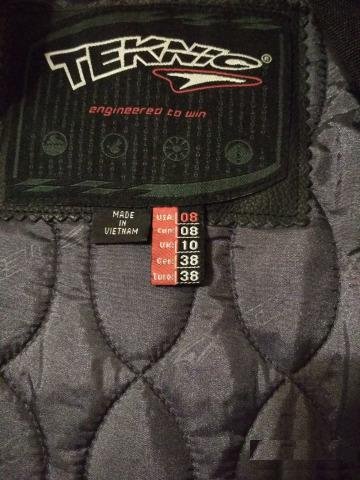 TEKNIC®
engineered to win
MADE
IN
VIETNAM
USA: 08
Can: 08
UK: 10
Ger: 38
Euro: 38